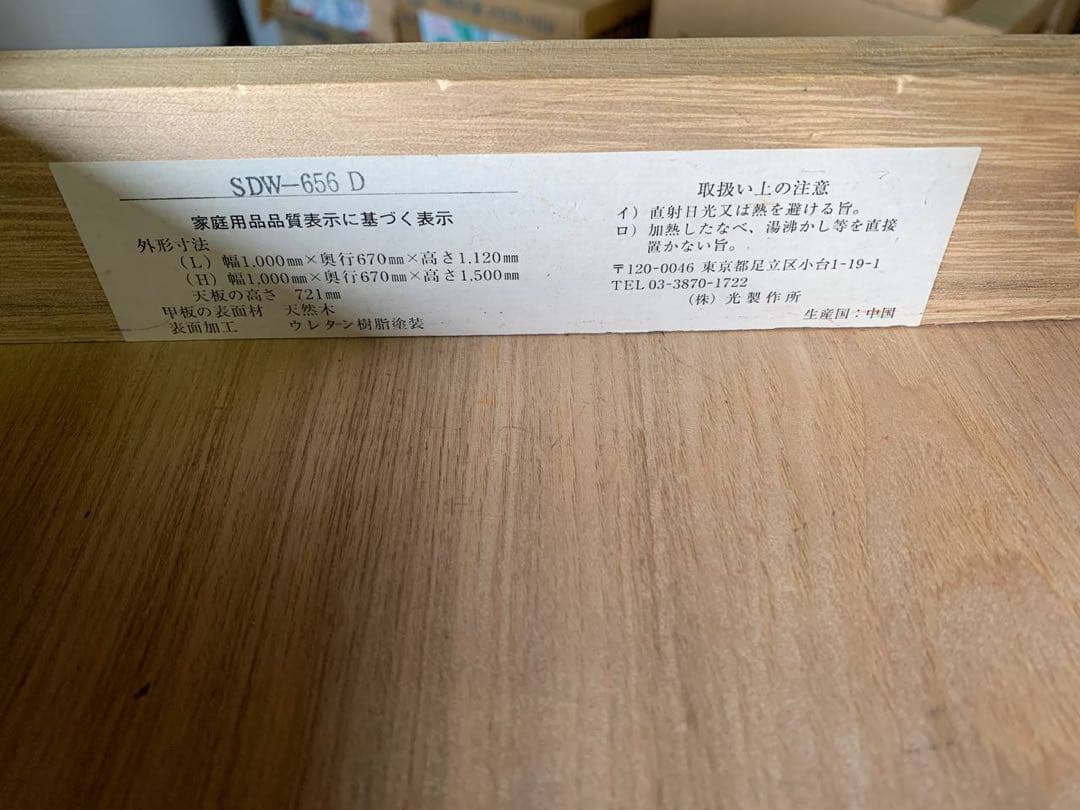 SDW-656 D
家庭用品品質表示に基づく表示
外形寸法
(L) 幅1,000㎜×奥行670㎜×高さ1,120㎜
(H) 幅1,000㎜×奥行670㎜×高さ1,500㎜
天板の高さ 721㎜
甲板の表面材 天然木
表面加工 ウレタン樹脂塗装
取扱い上の注意
イ) 直射日光又は熱を避ける旨。
ロ) 加熱したなべ、湯沸かし等を直接
置かない旨。
〒120-0046 東京都足立区小台1-19-1
TEL 03-3870-1722
(株) 光製作所
生産国:中国